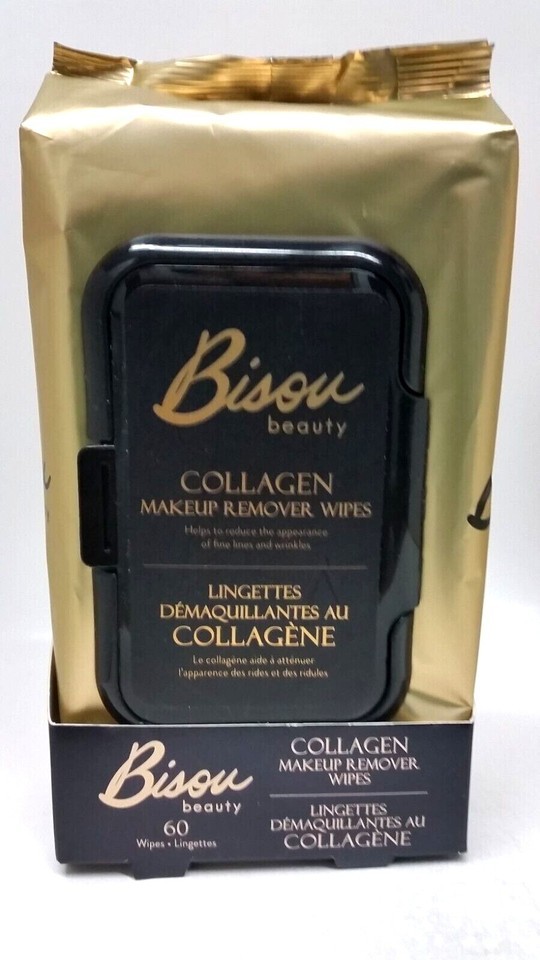 Bisou
beauty
COLLAGEN
MAKEUP REMOVER WIPES
Helps to reduce the appearance
of fine lines and wrinkles
LINGETTES
DÉMAQUILLANTES AU
COLLAGÈNE
Le collagène aide à atténuer
l'apparence des rides et des ridules
Bisou
beauty
60
Wipes • Lingettes
COLLAGEN
MAKEUP REMOVER
WIPES
LINGETTES
DÉMAQUILLANTES AU
COLLAGÈNE